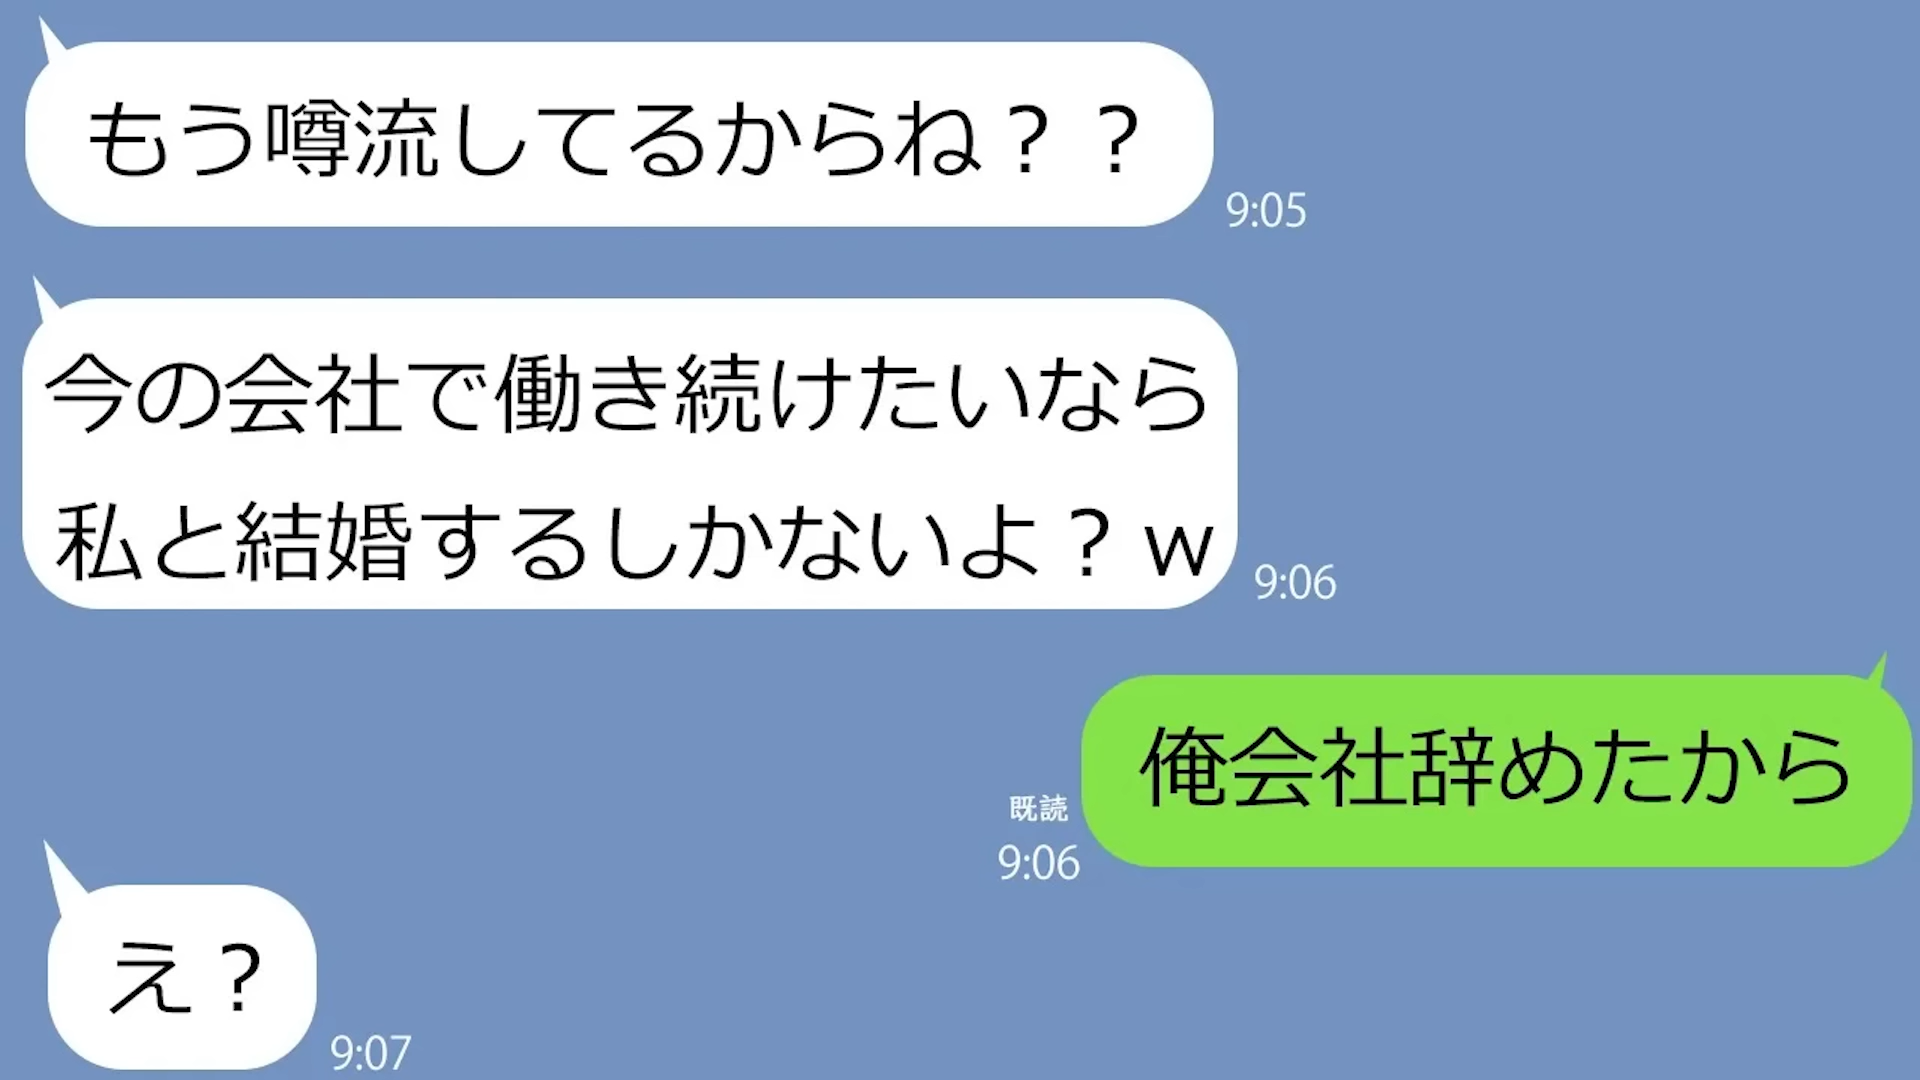 もう噂流してるからね？？
9:05
今の会社で働き続けたいなら
私と結婚するしかないよ？w
9:06
俺会社辞めたから
既読
9:06
え？
9:07